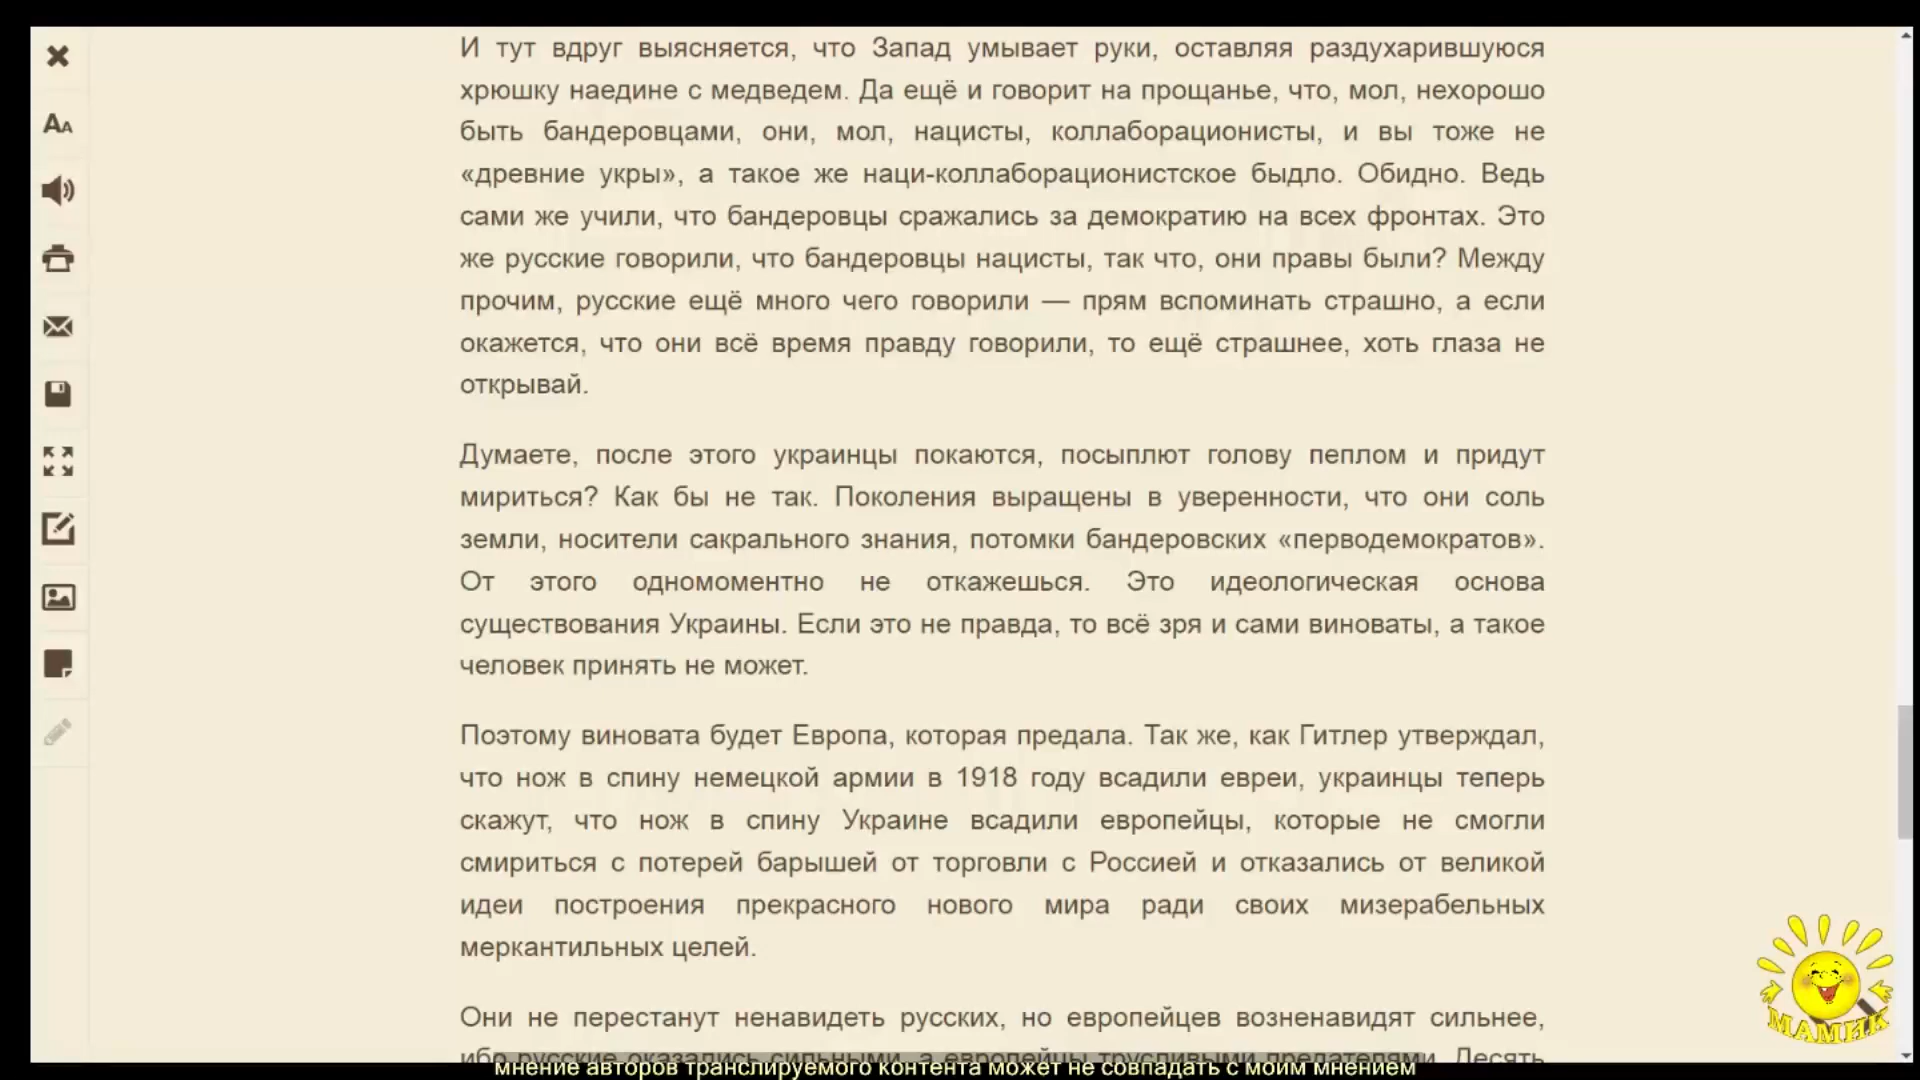 И тут вдруг выясняется, что Запад умывает руки, оставляя раздухарившуюся
хрюшку наедине с медведем. Да ещё и говорит на прощанье, что, мол, нехорошо
быть бандеровцами, они, мол, нацисты, коллаборационисты, и вы тоже не
«древние укры», а такое же наци-коллаборационистское быдло. Обидно. Ведь
сами же учили, что бандеровцы сражались за демократию на всех фронтах. Это
же русские говорили, что бандеровцы нацисты, так что, они правы были? Между
прочим, русские ещё много чего говорили — прям вспоминать страшно, а если
окажется, что они всё время правду говорили, то ещё страшнее, хоть глаза не
открывай.
Думаете, после этого украинцы покаются, посыплют голову пеплом и придут
мириться? Как бы не так. Поколения выращены в уверенности, что они соль
земли, носители сакрального знания, потомки бандеровских «перводемократов».
От этого одномоментно не откажешься. Это идеологическая основа
существования Украины. Если это не правда, то всё зря и сами виноваты, а такое
человек принять не может.
Поэтому виновата будет Европа, которая предала. Так же, как Гитлер утверждал,
что нож в спину немецкой армии в 1918 году всадили евреи, украинцы теперь
скажут, что нож в спину Украине всадили европейцы, которые не смогли
смириться с потерей барышей от торговли с Россией и отказались от великой
идеи построения прекрасного нового мира ради своих мизерабельных
меркантильных целей.
Они не перестанут ненавидеть русских, но европейцев возненавидят сильнее,
ибо русские оказались сильными, а европейцы трусливыми предателями. Десять
мнение авторов транслируемого контента может не совпадать с моим мнением
МАМИК